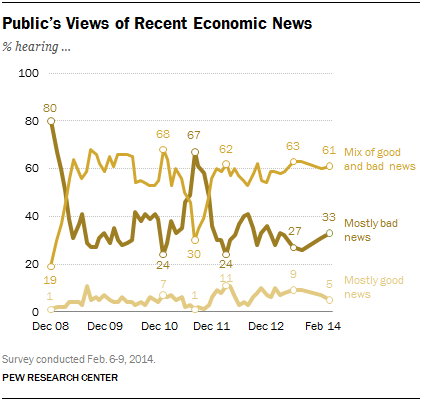 Public's Views of Recent Economic News
% hearing ...
100
80
60
40
20
0
80
19
1
68
24
7
67
30
1
62
24
11
63
27
9
61
33
5
Mix of good
and bad news
Mostly bad
news
Mostly good
news
Dec 08
Dec 09
Dec 10
Dec 11
Dec 12
Feb 14
Survey conducted Feb. 6-9, 2014.
PEW RESEARCH CENTER